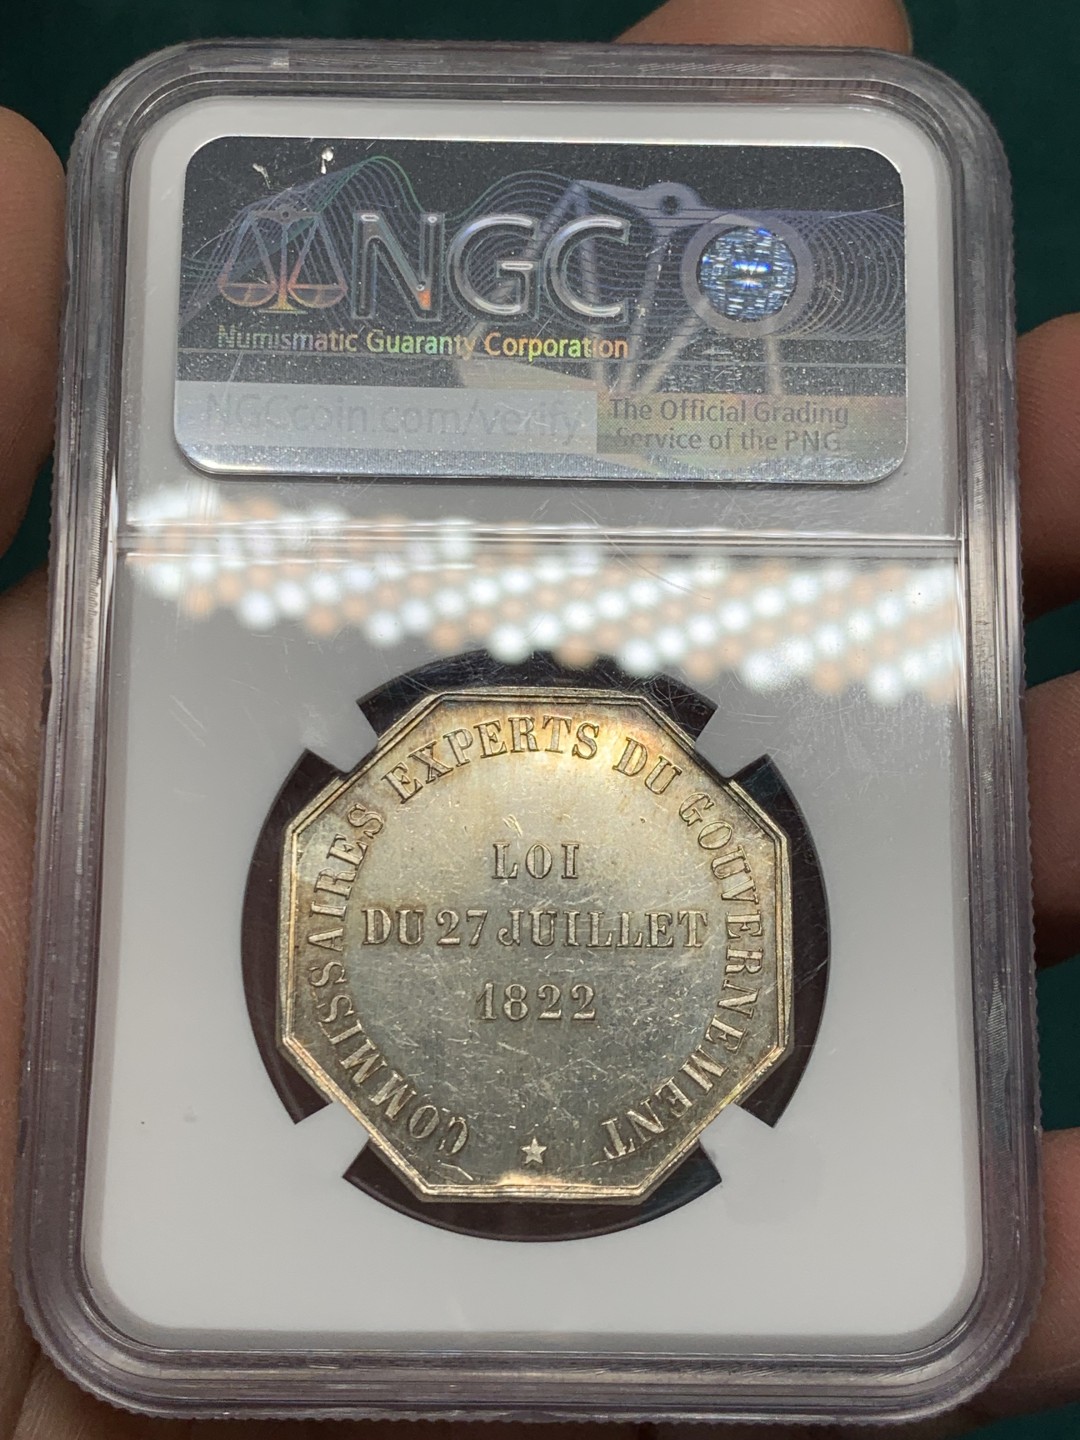 NGC
Numismatic Guaranty Corporation
NGCcoin.com/verify
The Official Grading
Service of the PNG
COMMISSAIRES EXPERTS DU GOUVERNEMENT
LOI
DU 27 JUILLET
1822